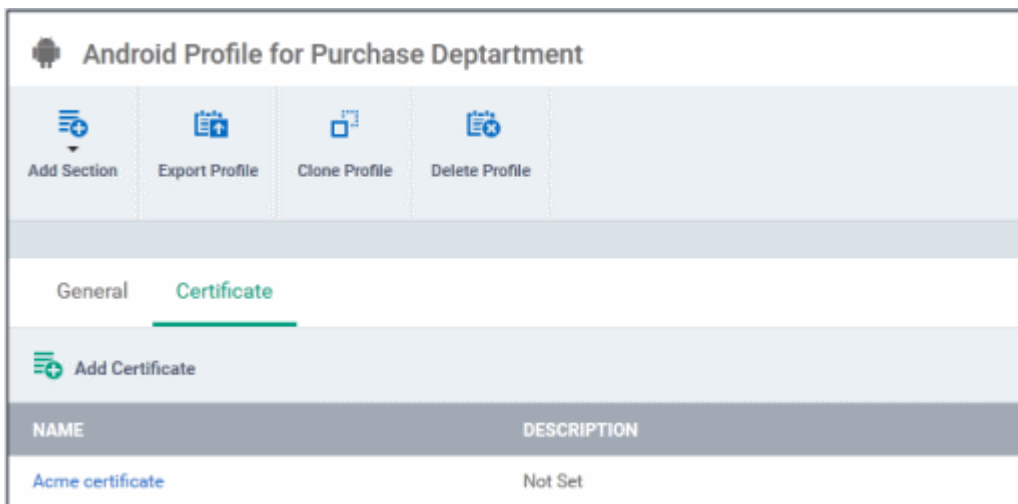 Android Profile for Purchase Deptartment
Add Section Export Profile Clone Profile Delete Profile
General Certificate
Add Certificate
NAME DESCRIPTION
Acme certificate Not Set